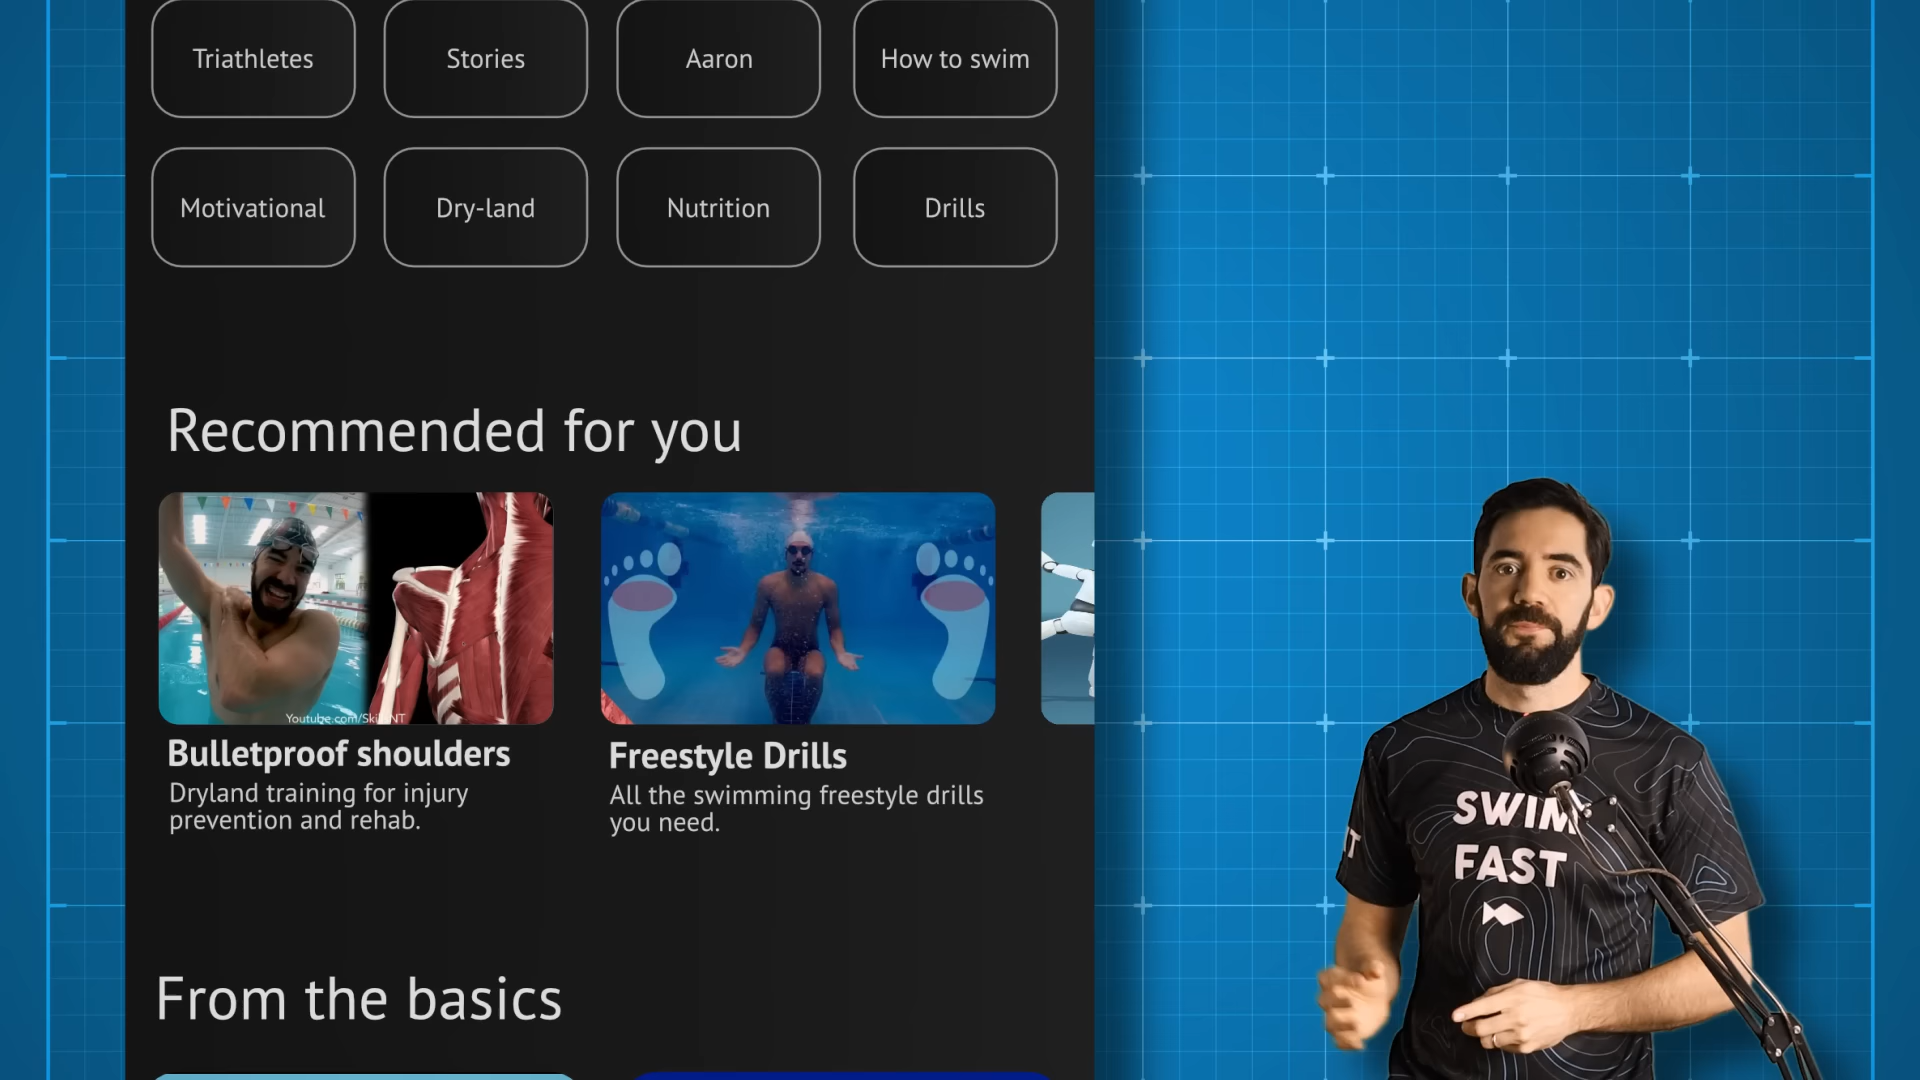 Triathletes
Stories
Aaron
How to swim
Motivational
Dry-land
Nutrition
Drills
Recommended for you
Bulletproof shoulders
Dryland training for injury
prevention and rehab.
Freestyle Drills
All the swimming freestyle drills
you need.
From the basics
SWIM
FAST